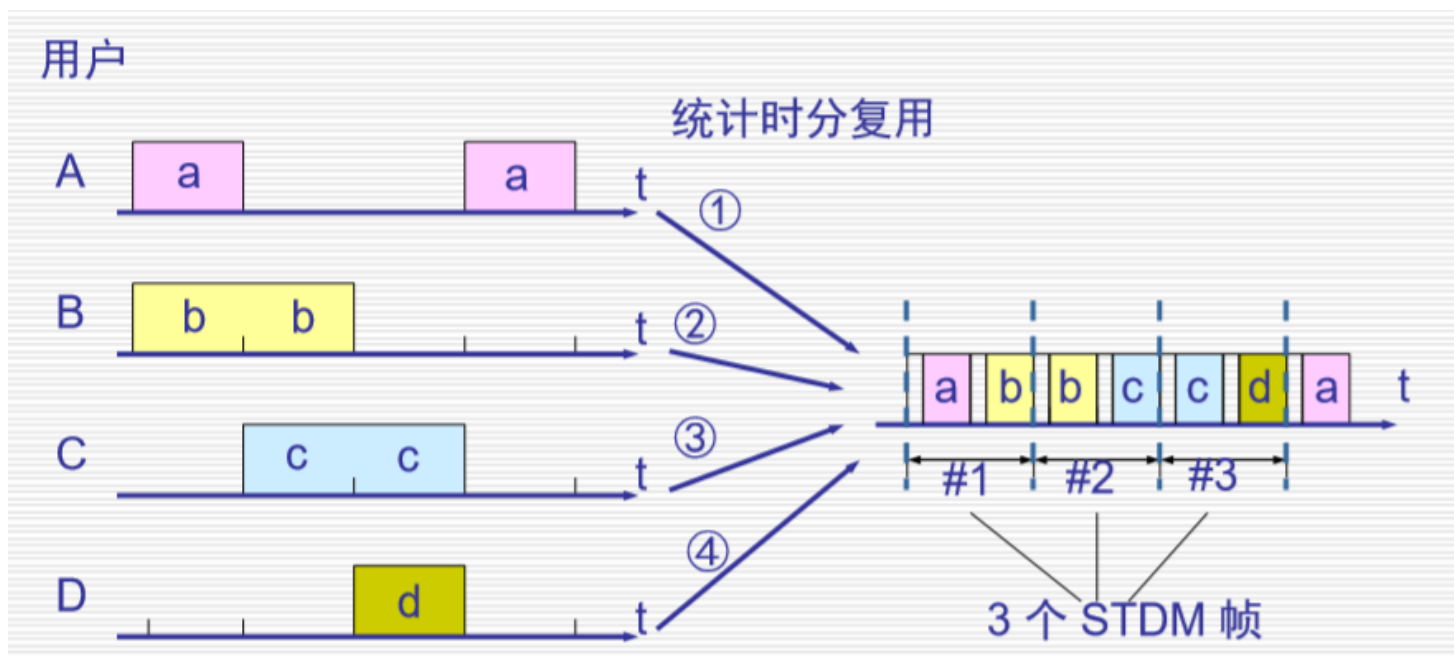 用户
统计时分复用
A a a t ①
B b b t ②
a b b c c d a t
C c c t ③
#1 #2 #3
D d t ④
3 个 STDM 帧